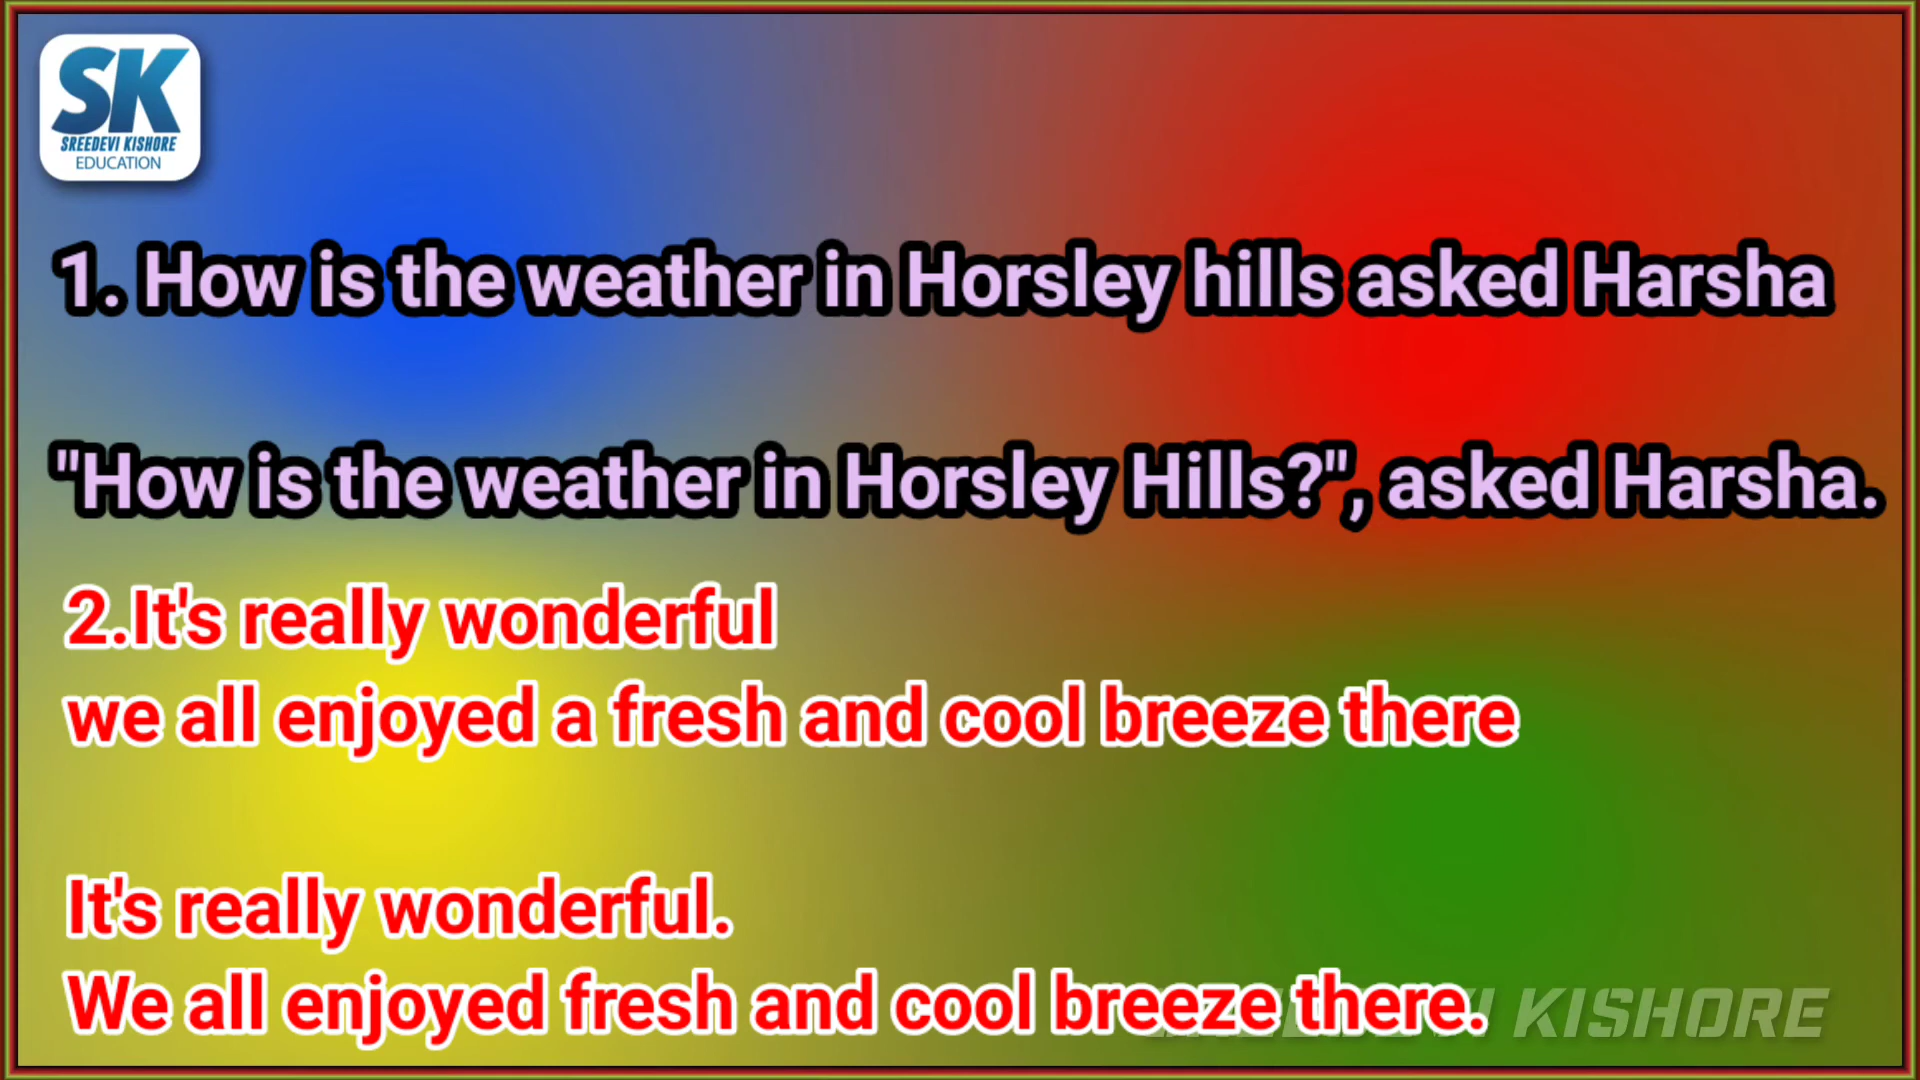 SK
SREEDEVI KISHORE
EDUCATION
1. How is the weather in Horsley hills asked Harsha
"How is the weather in Horsley Hills?", asked Harsha.
2.It's really wonderful
we all enjoyed a fresh and cool breeze there
It's really wonderful.
We all enjoyed fresh and cool breeze there.
SREEDEVI KISHORE